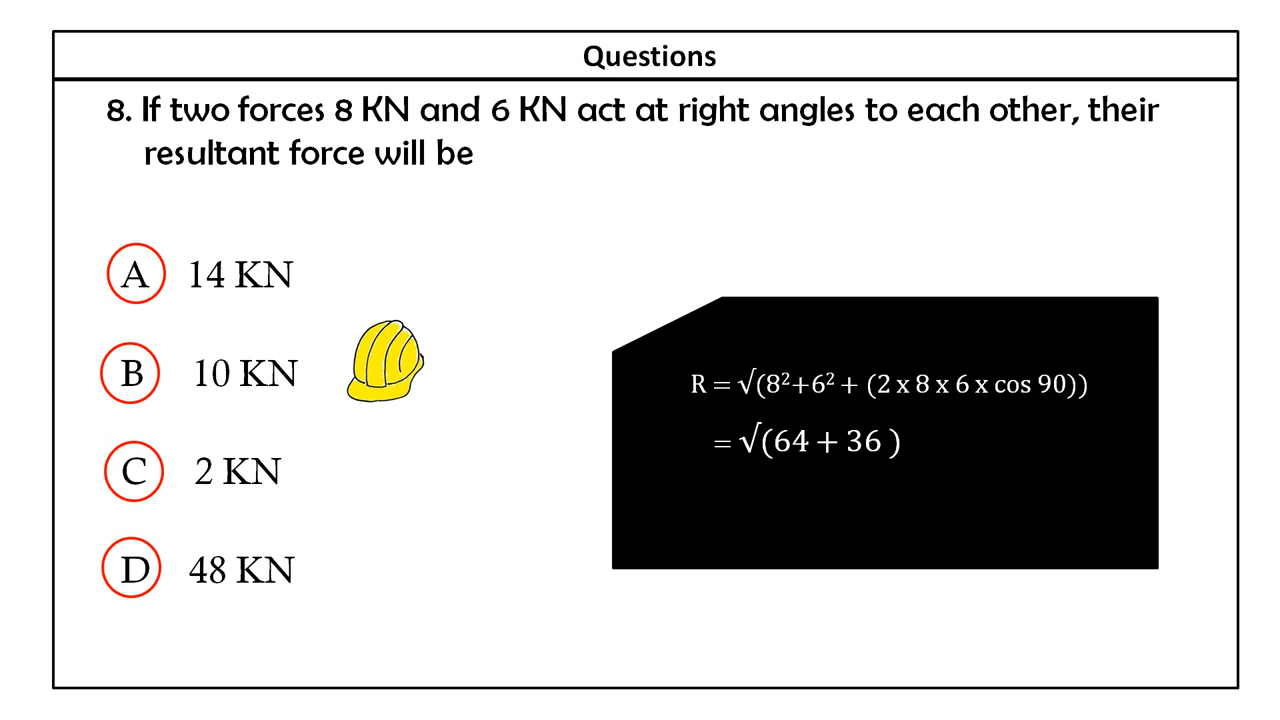 Questions
8. If two forces 8 KN and 6 KN act at right angles to each other, their
resultant force will be
A 14 KN
B 10 KN
C 2 KN
D 48 KN
R = √(8²+6² + (2 x 8 x 6 x cos 90))
= √(64 + 36 )